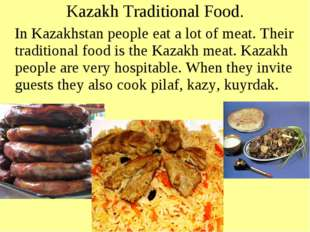 Kazakh Traditional Food.
In Kazakhstan people eat a lot of meat. Their
traditional food is the Kazakh meat. Kazakh
people are very hospitable. When they invite
guests they also cook pilaf, kazy, kuyrdak.